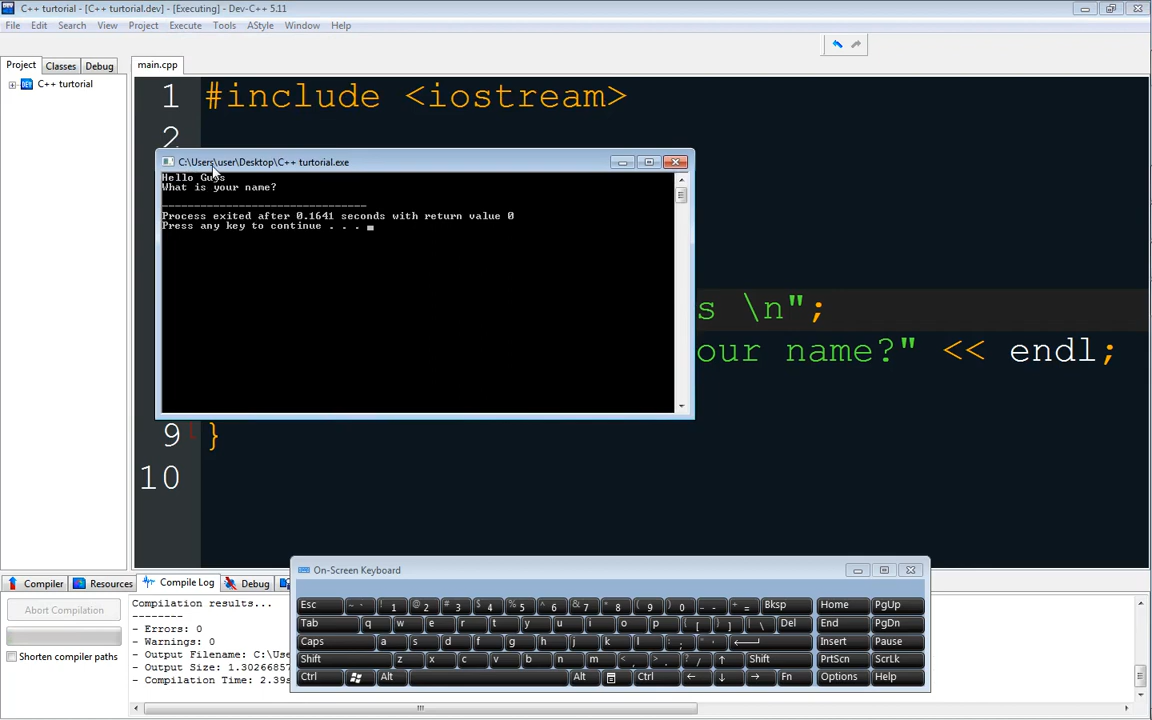 C++ turtorial - [C++ turtorial.dev] - [Executing] - Dev-C++ 5.11
File Edit Search View Project Execute Tools AStyle Window Help
Project Classes Debug
main.cpp
C++ turtorial
1 #include <iostream>
2
C:\Users\user\Desktop\C++ turtorial.exe
Hello Guys
What is your name?
--------------------------------
Process exited after 0.1641 seconds with return value 0
Press any key to continue . . .
s \n";
our name?" << endl;
9 }
10
Compiler Resources Compile Log Debug
Abort Compilation
Shorten compiler paths
Compilation results...
--------
- Errors: 0
- Warnings: 0
- Output File: C:\Use
- Output Size: 1.30266857
- Compilation Time: 2.39s
On-Screen Keyboard
Esc ~ ` ! 1 @ 2 # 3 $ 4 % 5 ^ 6 & 7 * 8 ( 9 ) 0 _ - + = Bksp Home PgUp
Tab q w e r t y u i o p { [ } ] | \ Del End PgDn
Caps a s d f g h j k l : ; " ' Insert Pause
Shift z x c v b n m < , > . ? / ↑ Shift PrtScn ScrLk
Ctrl Alt Alt Ctrl ← ↓ → Fn Options Help